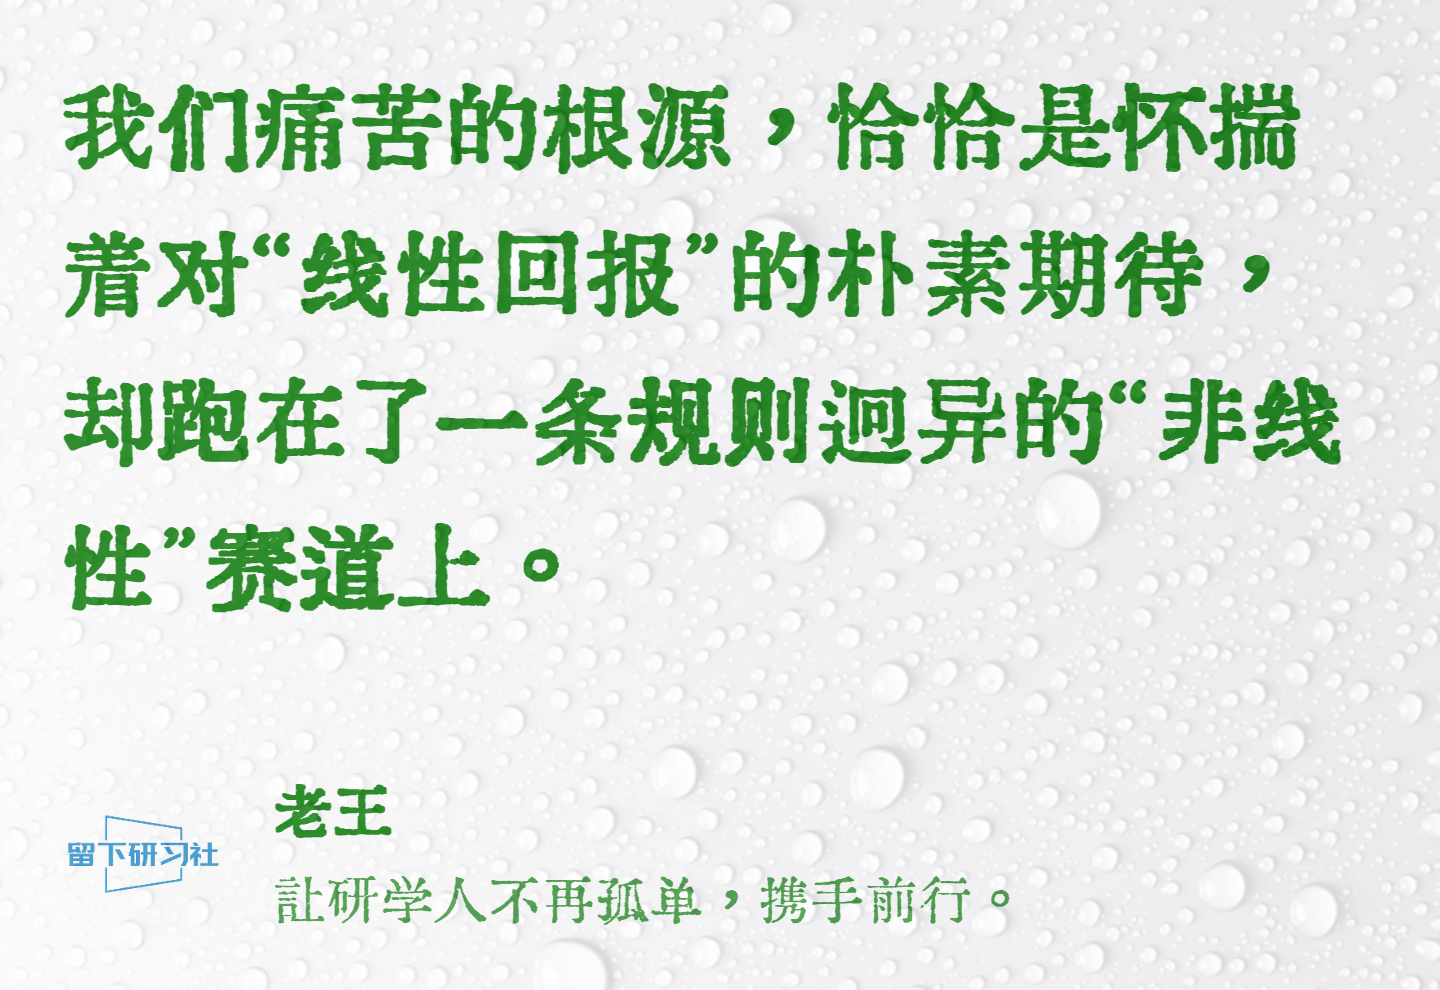 我们痛苦的根源，恰恰是怀揣
着对“线性回报”的朴素期待，
却跑在了一条规则迥异的“非线
性”赛道上。
老王
留下研习社
让研学人不再孤单，携手前行。